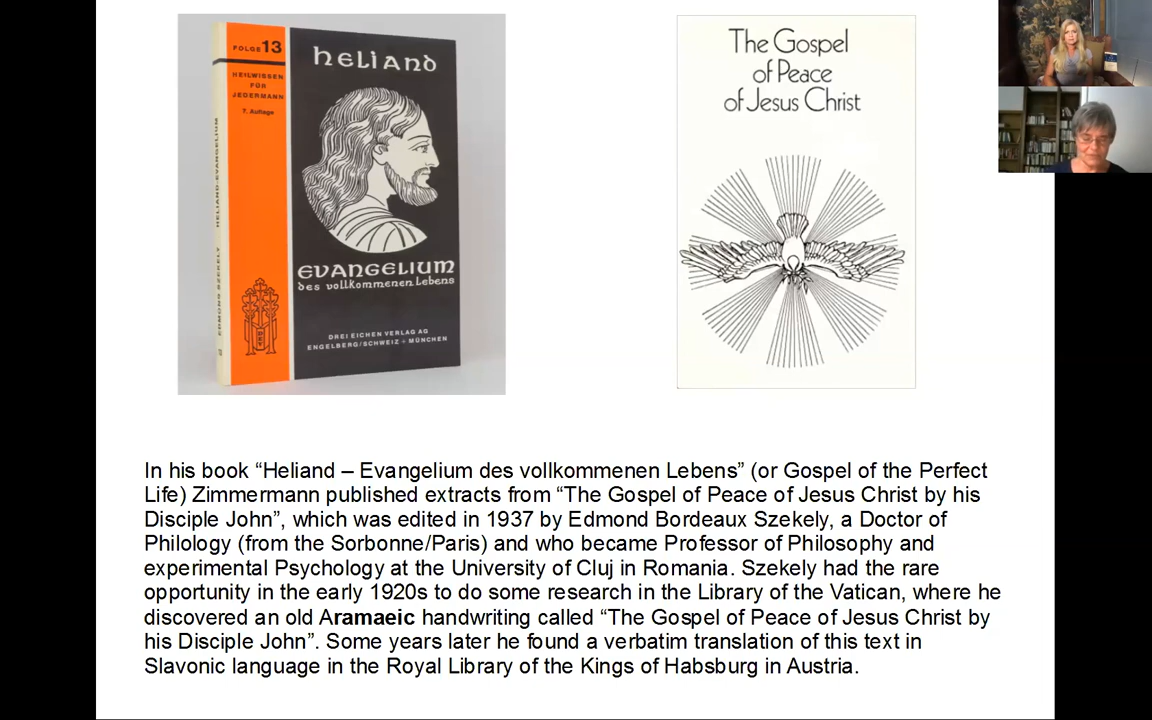 FOLGE 13
HEILWISSEN
FÜR
JEDERMANN
7. Auflage
heliand
EVANGELIUM
des vollkommenen Lebens
DREI EICHEN VERLAG AG
ENGELBERG/SCHWEIZ + MÜNCHEN
EDMOND SZEKELY HELIAND-EVANGELIUM
The Gospel
of Peace
of Jesus Christ
In his book “Heliand – Evangelium des vollkommenen Lebens” (or Gospel of the Perfect
Life) Zimmermann published extracts from “The Gospel of Peace of Jesus Christ by his
Disciple John”, which was edited in 1937 by Edmond Bordeaux Szekely, a Doctor of
Philology (from the Sorbonne/Paris) and who became Professor of Philosophy and
experimental Psychology at the University of Cluj in Romania. Szekely had the rare
opportunity in the early 1920s to do some research in the Library of the Vatican, where he
discovered an old Aramaeic handwriting called “The Gospel of Peace of Jesus Christ by
his Disciple John”. Some years later he found a verbatim translation of this text in
Slavonic language in the Royal Library of the Kings of Habsburg in Austria.